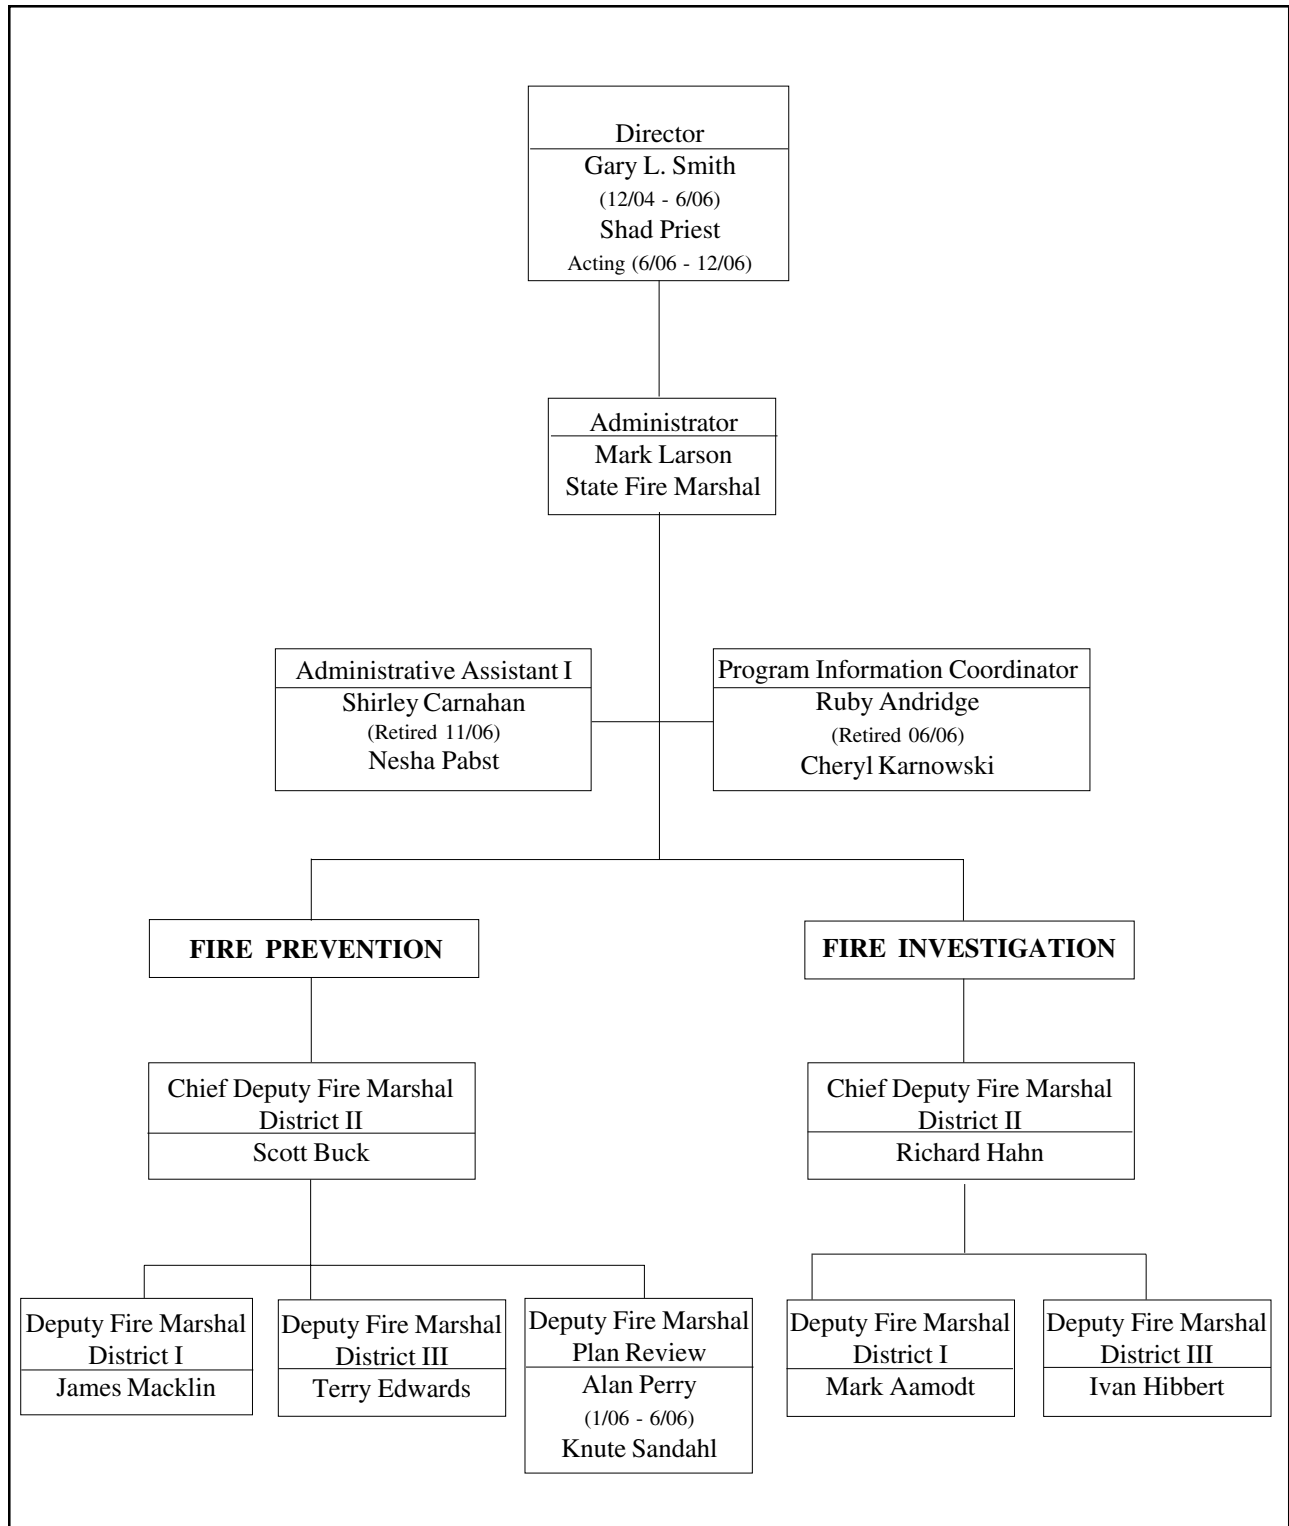 Director
Gary L. Smith
(12/04 - 6/06)
Shad Priest
Acting (6/06 - 12/06)
Administrator
Mark Larson
State Fire Marshal
Administrative Assistant I
Shirley Carnahan
(Retired 11/06)
Nesha Pabst
Program Information Coordinator
Ruby Andridge
(Retired 06/06)
Cheryl Karnowski
FIRE PREVENTION
FIRE INVESTIGATION
Chief Deputy Fire Marshal
District II
Scott Buck
Chief Deputy Fire Marshal
District II
Richard Hahn
Deputy Fire Marshal
District I
James Macklin
Deputy Fire Marshal
District III
Terry Edwards
Deputy Fire Marshal
Plan Review
Alan Perry
(1/06 - 6/06)
Knute Sandahl
Deputy Fire Marshal
District I
Mark Aamodt
Deputy Fire Marshal
District III
Ivan Hibbert